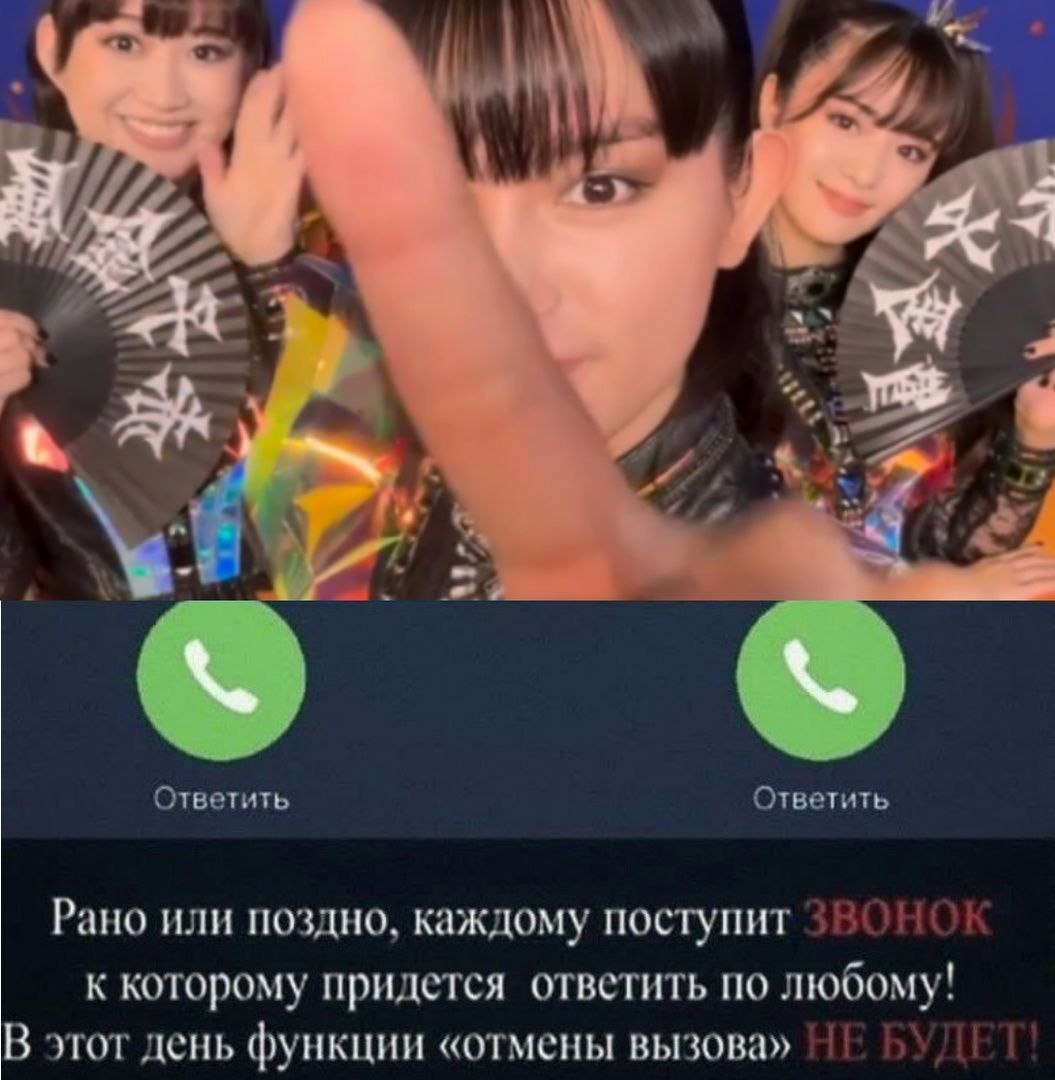 Ответить
Ответить
Рано или поздно, каждому поступит ЗВОНОК
к которому придется ответить по любому!
В этот день функции «отмены вызова» НЕ БУДЕТ!